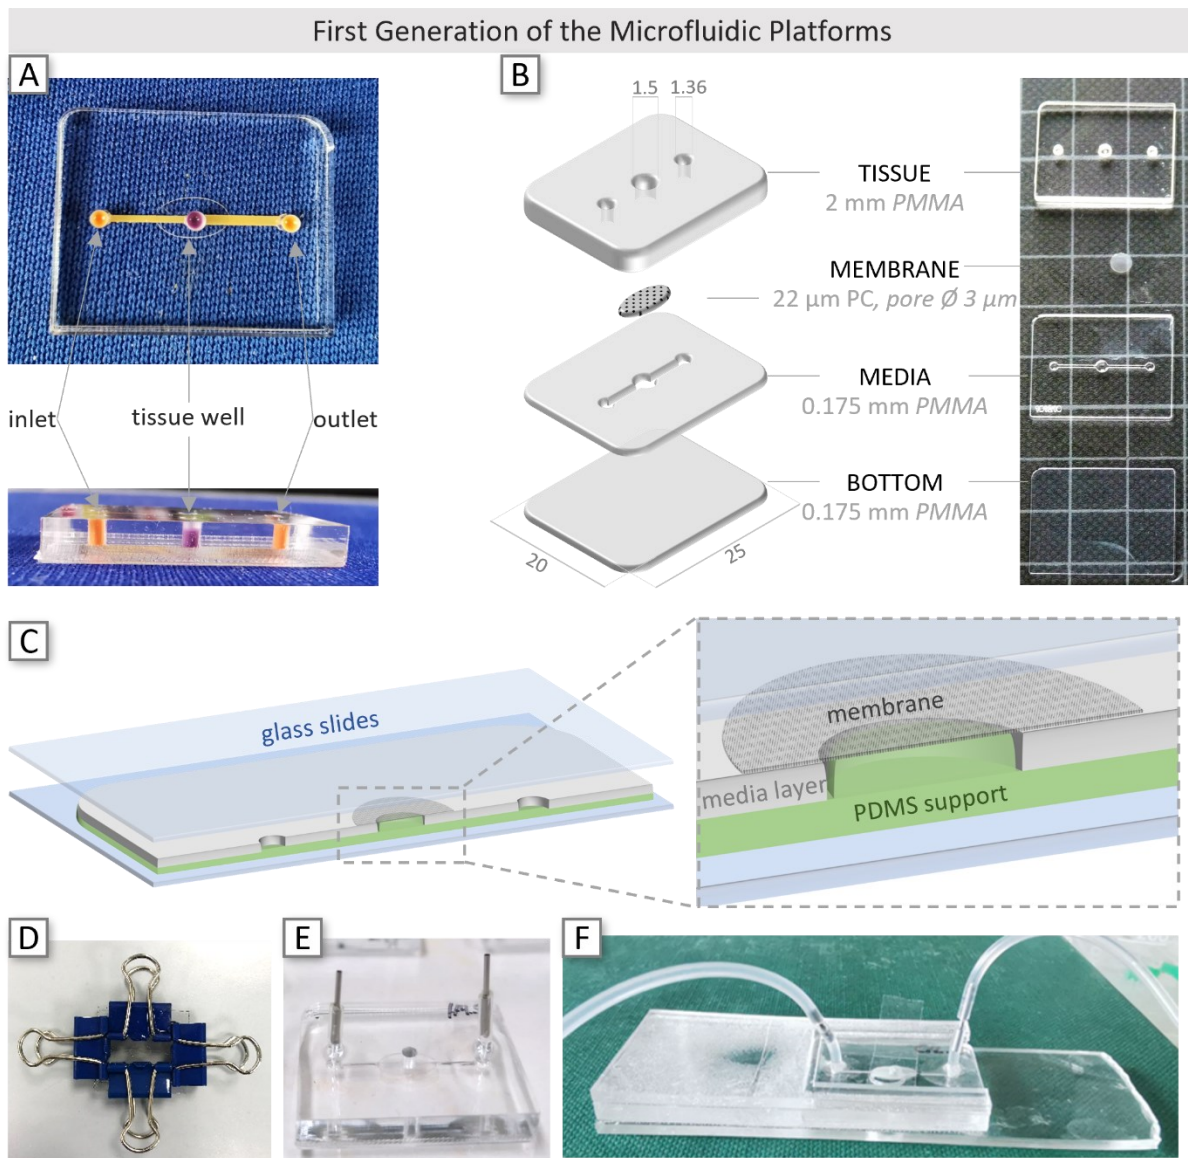 First Generation of the Microfluidic Platforms
A
inlet
tissue well
outlet
B
1.5
1.36
TISSUE
2 mm PMMA
MEMBRANE
22 µm PC, pore Ø 3 µm
MEDIA
0.175 mm PMMA
BOTTOM
0.175 mm PMMA
20
25
C
glass slides
membrane
media layer
PDMS support
D
E
F